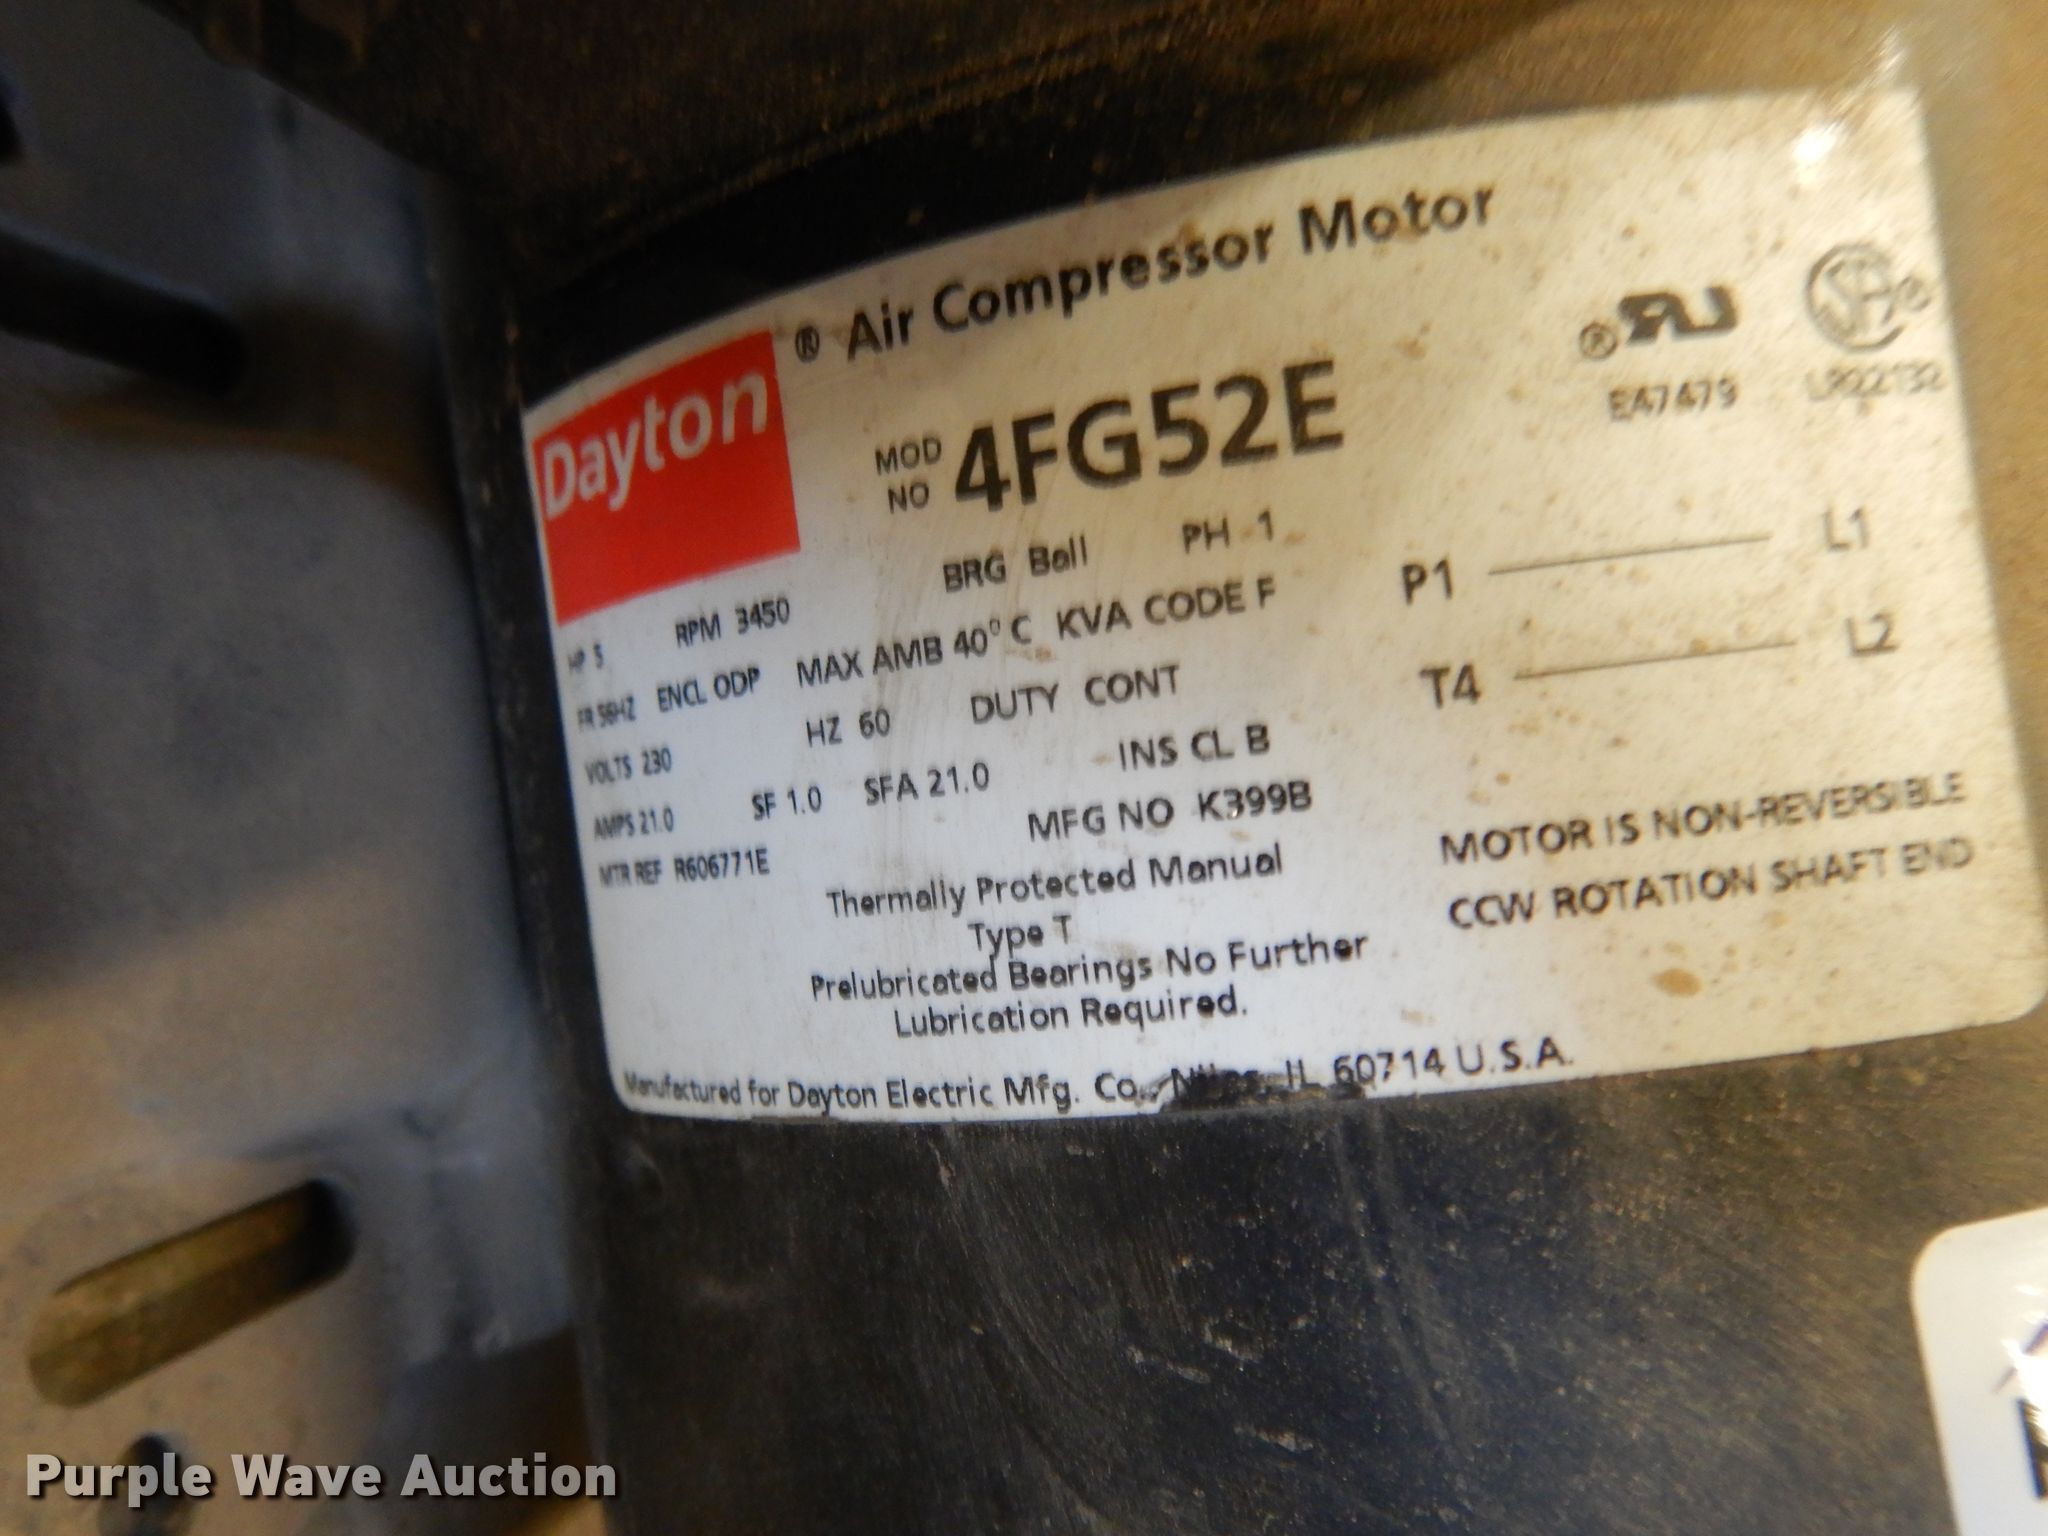 Dayton ® Air Compressor Motor
MOD NO 4FG52E
® E47479
SA® LR22132
HP 5 RPM 3450 BRG Ball PH 1
FR 56HZ ENCL ODP MAX AMB 40°C KVA CODE F
VOLTS 230 HZ 60 DUTY CONT
AMPS 21.0 SF 1.0 SFA 21.0 INS CL B
MTR REF R606771E MFG NO K399B
Thermally Protected Manual
Type T
Prelubricated Bearings No Further
Lubrication Required.
P1 L1
T4 L2
MOTOR IS NON-REVERSIBLE
CCW ROTATION SHAFT END
Manufactured for Dayton Electric Mfg. Co., Niles, IL 60714 U.S.A.
Purple Wave Auction